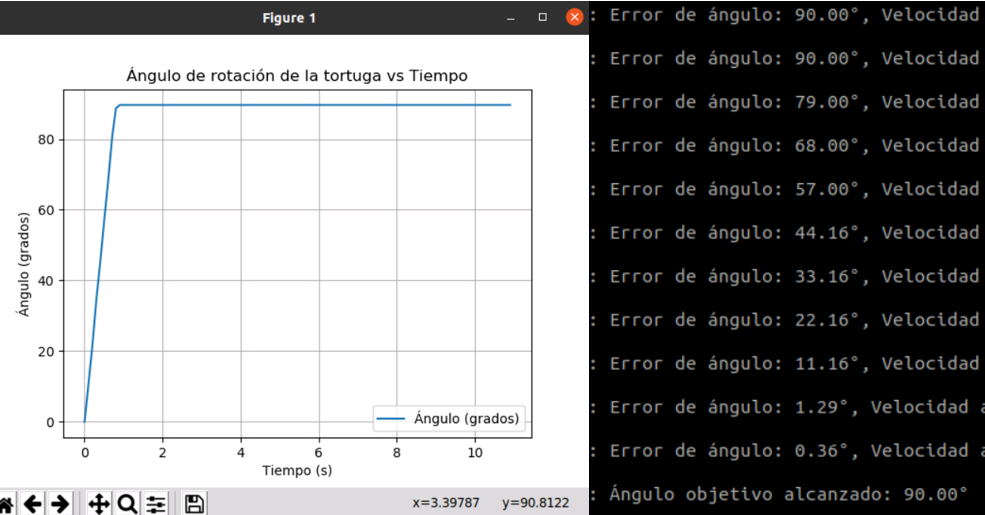 Figure 1
Ángulo de rotación de la tortuga vs Tiempo
Ángulo (grados)
80
60
40
20
0
0 2 4 6 8 10
Tiempo (s)
Ángulo (grados)
x=3.39787 y=90.8122
: Error de ángulo: 90.00°, Velocidad
: Error de ángulo: 90.00°, Velocidad
: Error de ángulo: 79.00°, Velocidad
: Error de ángulo: 68.00°, Velocidad
: Error de ángulo: 57.00°, Velocidad
: Error de ángulo: 44.16°, Velocidad
: Error de ángulo: 33.16°, Velocidad
: Error de ángulo: 22.16°, Velocidad
: Error de ángulo: 11.16°, Velocidad
: Error de ángulo: 1.29°, Velocidad
: Error de ángulo: 0.36°, Velocidad
: Ángulo objetivo alcanzado: 90.00°